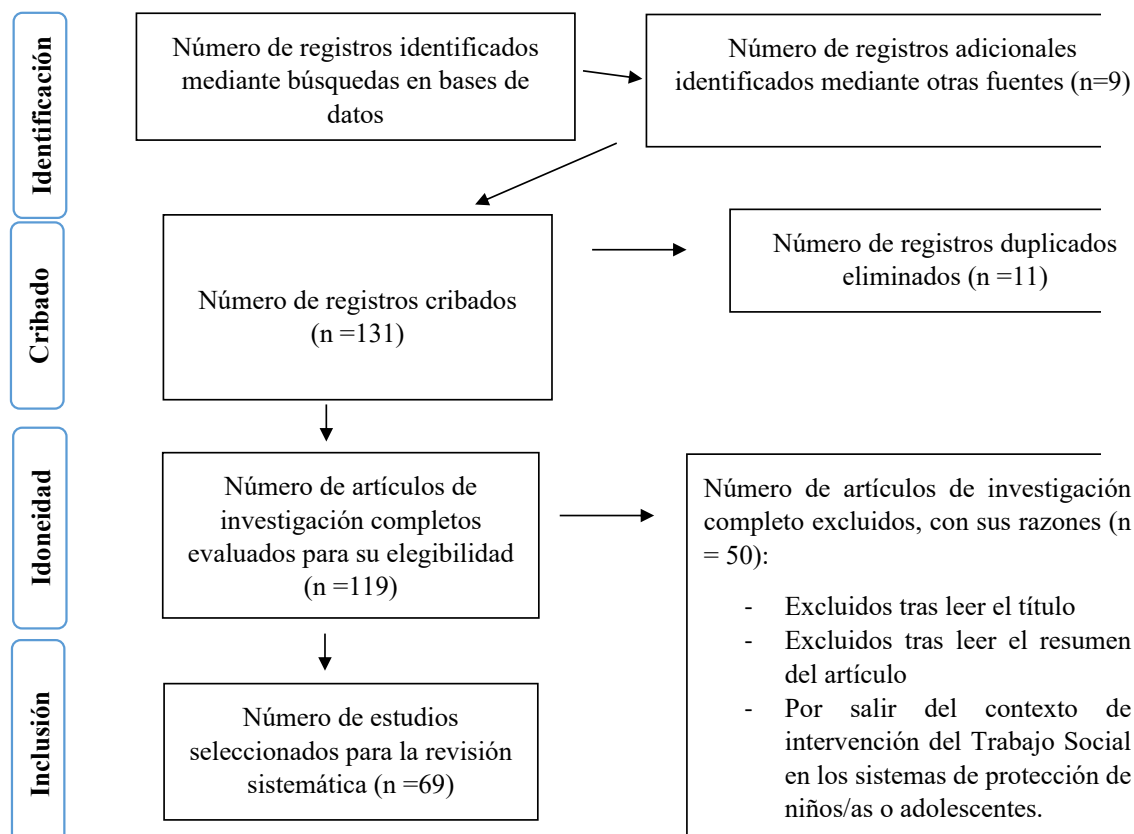 Identificación
Número de registros identificados
mediante búsquedas en bases de
datos
Número de registros adicionales
identificados mediante otras fuentes (n=9)
Cribado
Número de registros cribados
(n =131)
Número de registros duplicados
eliminados (n =11)
Idoneidad
Número de artículos de
investigación completos
evaluados para su elegibilidad
(n =119)
Número de artículos de investigación
completo excluidos, con sus razones (n
= 50):
- Excluidos tras leer el título
- Excluidos tras leer el resumen
del artículo
- Por salir del contexto de
intervención del Trabajo Social
en los sistemas de protección de
niños/as o adolescentes.
Inclusión
Número de estudios
seleccionados para la revisión
sistemática (n =69)